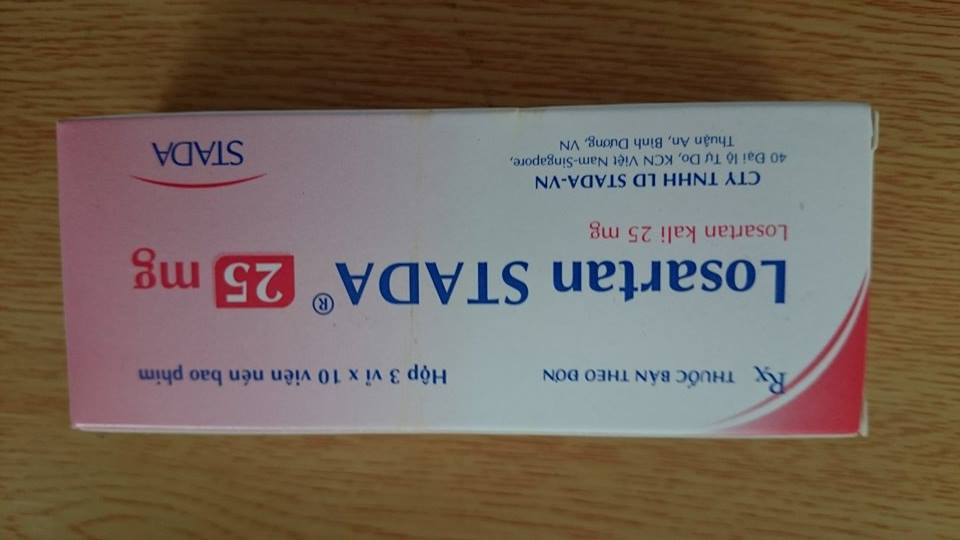 Rx THUỐC BÁN THEO ĐƠN
Hộp 3 vỉ x 10 viên nén bao phim
Losartan STADA® 25 mg
Losartan kali 25 mg
CTY TNHH LD STADA-VN
40 Đại lộ Tự Do, KCN Việt Nam-Singapore,
Thuận An, Bình Dương, VN
STADA